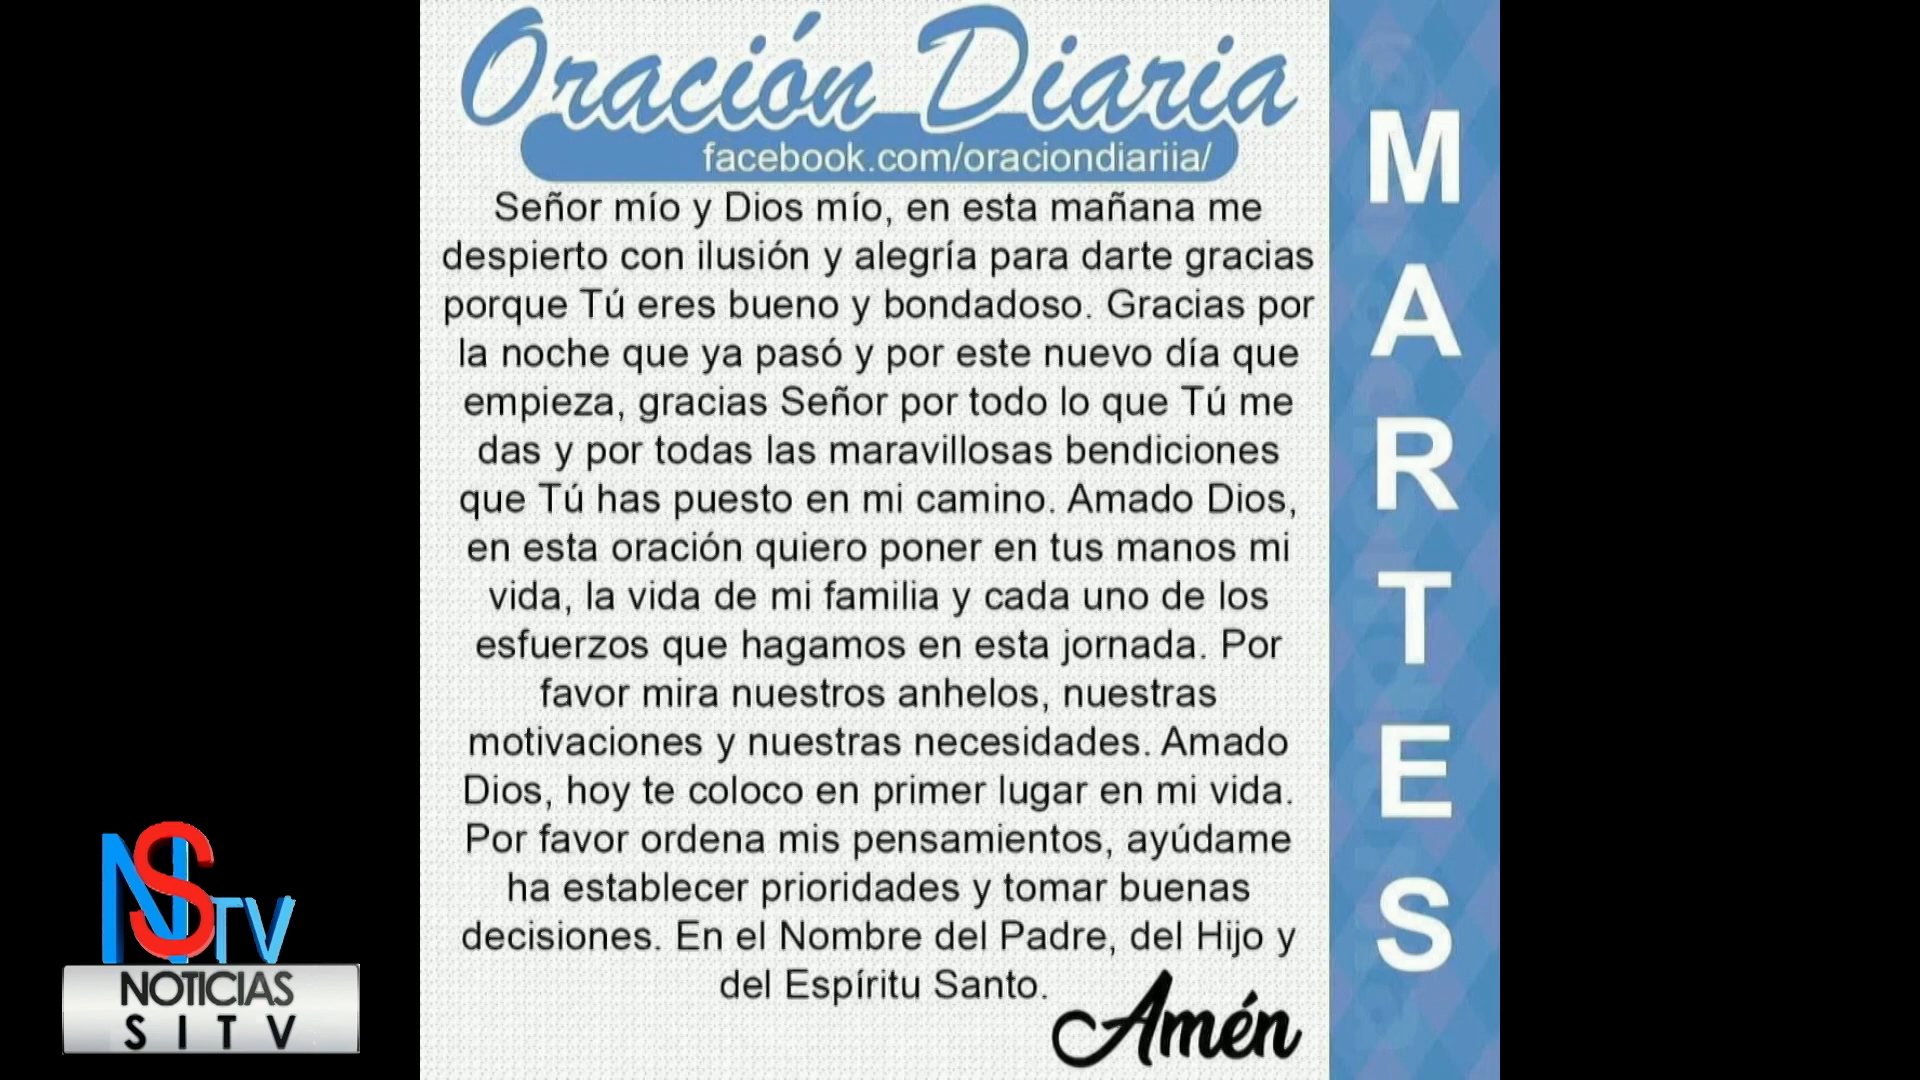 Oración Diaria
facebook.com/oraciondiariia/
Señor mío y Dios mío, en esta mañana me
despierto con ilusión y alegría para darte gracias
porque Tú eres bueno y bondadoso. Gracias por
la noche que ya pasó y por este nuevo día que
empieza, gracias Señor por todo lo que Tú me
das y por todas las maravillosas bendiciones
que Tú has puesto en mi camino. Amado Dios,
en esta oración quiero poner en tus manos mi
vida, la vida de mi familia y cada uno de los
esfuerzos que hagamos en esta jornada. Por
favor mira nuestros anhelos, nuestras
motivaciones y nuestras necesidades. Amado
Dios, hoy te coloco en primer lugar en mi vida.
Por favor ordena mis pensamientos, ayúdame
ha establecer prioridades y tomar buenas
decisiones. En el Nombre del Padre, del Hijo y
del Espíritu Santo.
Amén
MARTES
NSTV
NOTICIAS
SITV